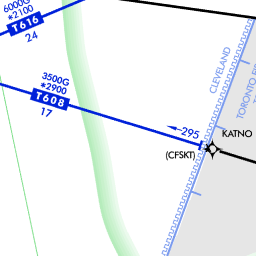 6000G
*2100
T616
24
3500G
*2900
T608
17
295
CLEVELAND
TORONTO FI
KATNO
(CFSKT)